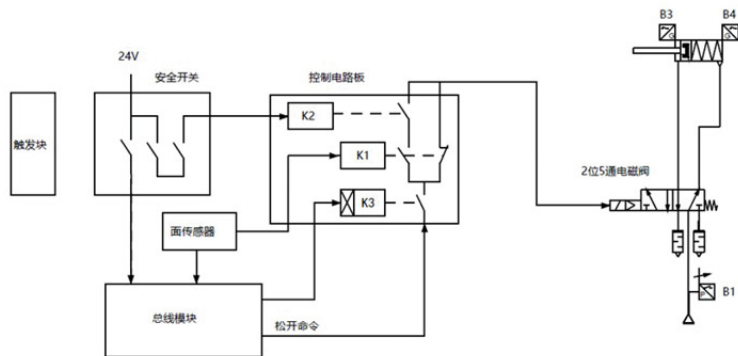 B3
B4
24V
安全开关
控制电路板
触发块
K2
K1
2位5通电磁阀
K3
面传感器
B1
总线模块
松开命令